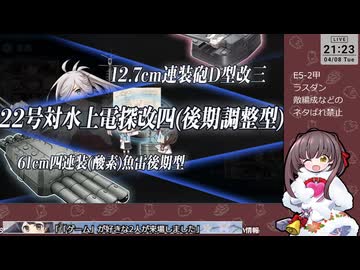 12.7cm連装砲D型改三
22号対水上電探改四(後期調整型)
61cm四連装(酸素)魚雷後期型
LIVE
21:23
04/08 Tue
E5-2甲
ラスダン
敵編成などの
ネタばれ禁止
「『ゲーム』が好きな2人が来場しました」